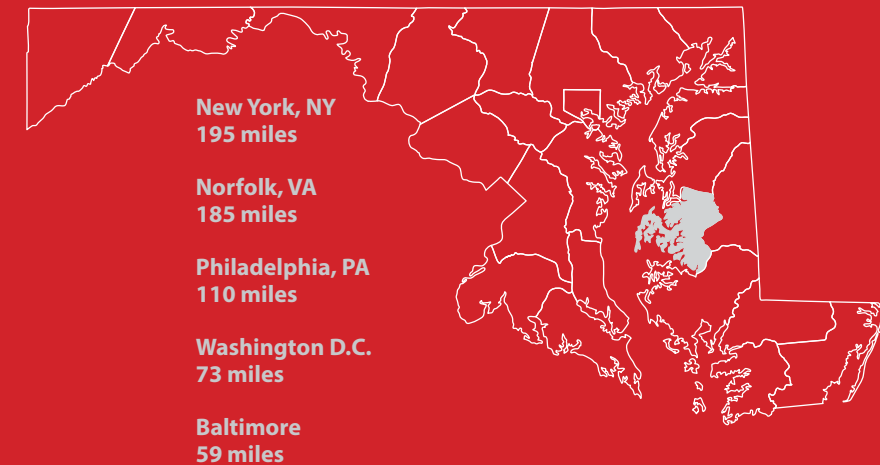 New York, NY
195 miles
Norfolk, VA
185 miles
Philadelphia, PA
110 miles
Washington D.C.
73 miles
Baltimore
59 miles